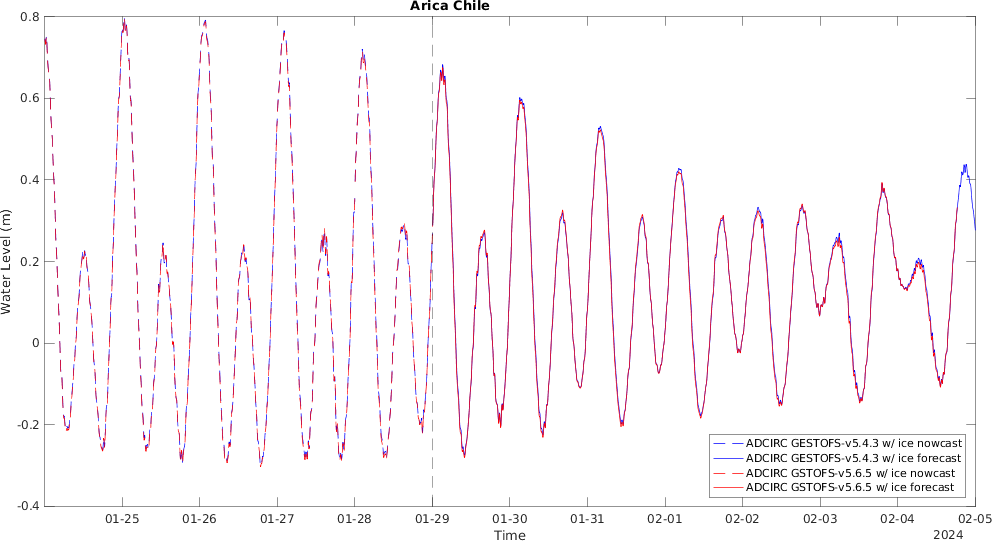 Arica Chile
0.8
0.6
0.4
0.2
0
-0.2
-0.4
Water Level (m)
ADCIRC GESTOFS-v5.4.3 w/ ice nowcast
ADCIRC GESTOFS-v5.4.3 w/ ice forecast
ADCIRC GSTOFS-v5.6.5 w/ ice nowcast
ADCIRC GSTOFS-v5.6.5 w/ ice forecast
01-25 01-26 01-27 01-28 01-29 01-30 01-31 02-01 02-02 02-03 02-04 02-05
Time
2024